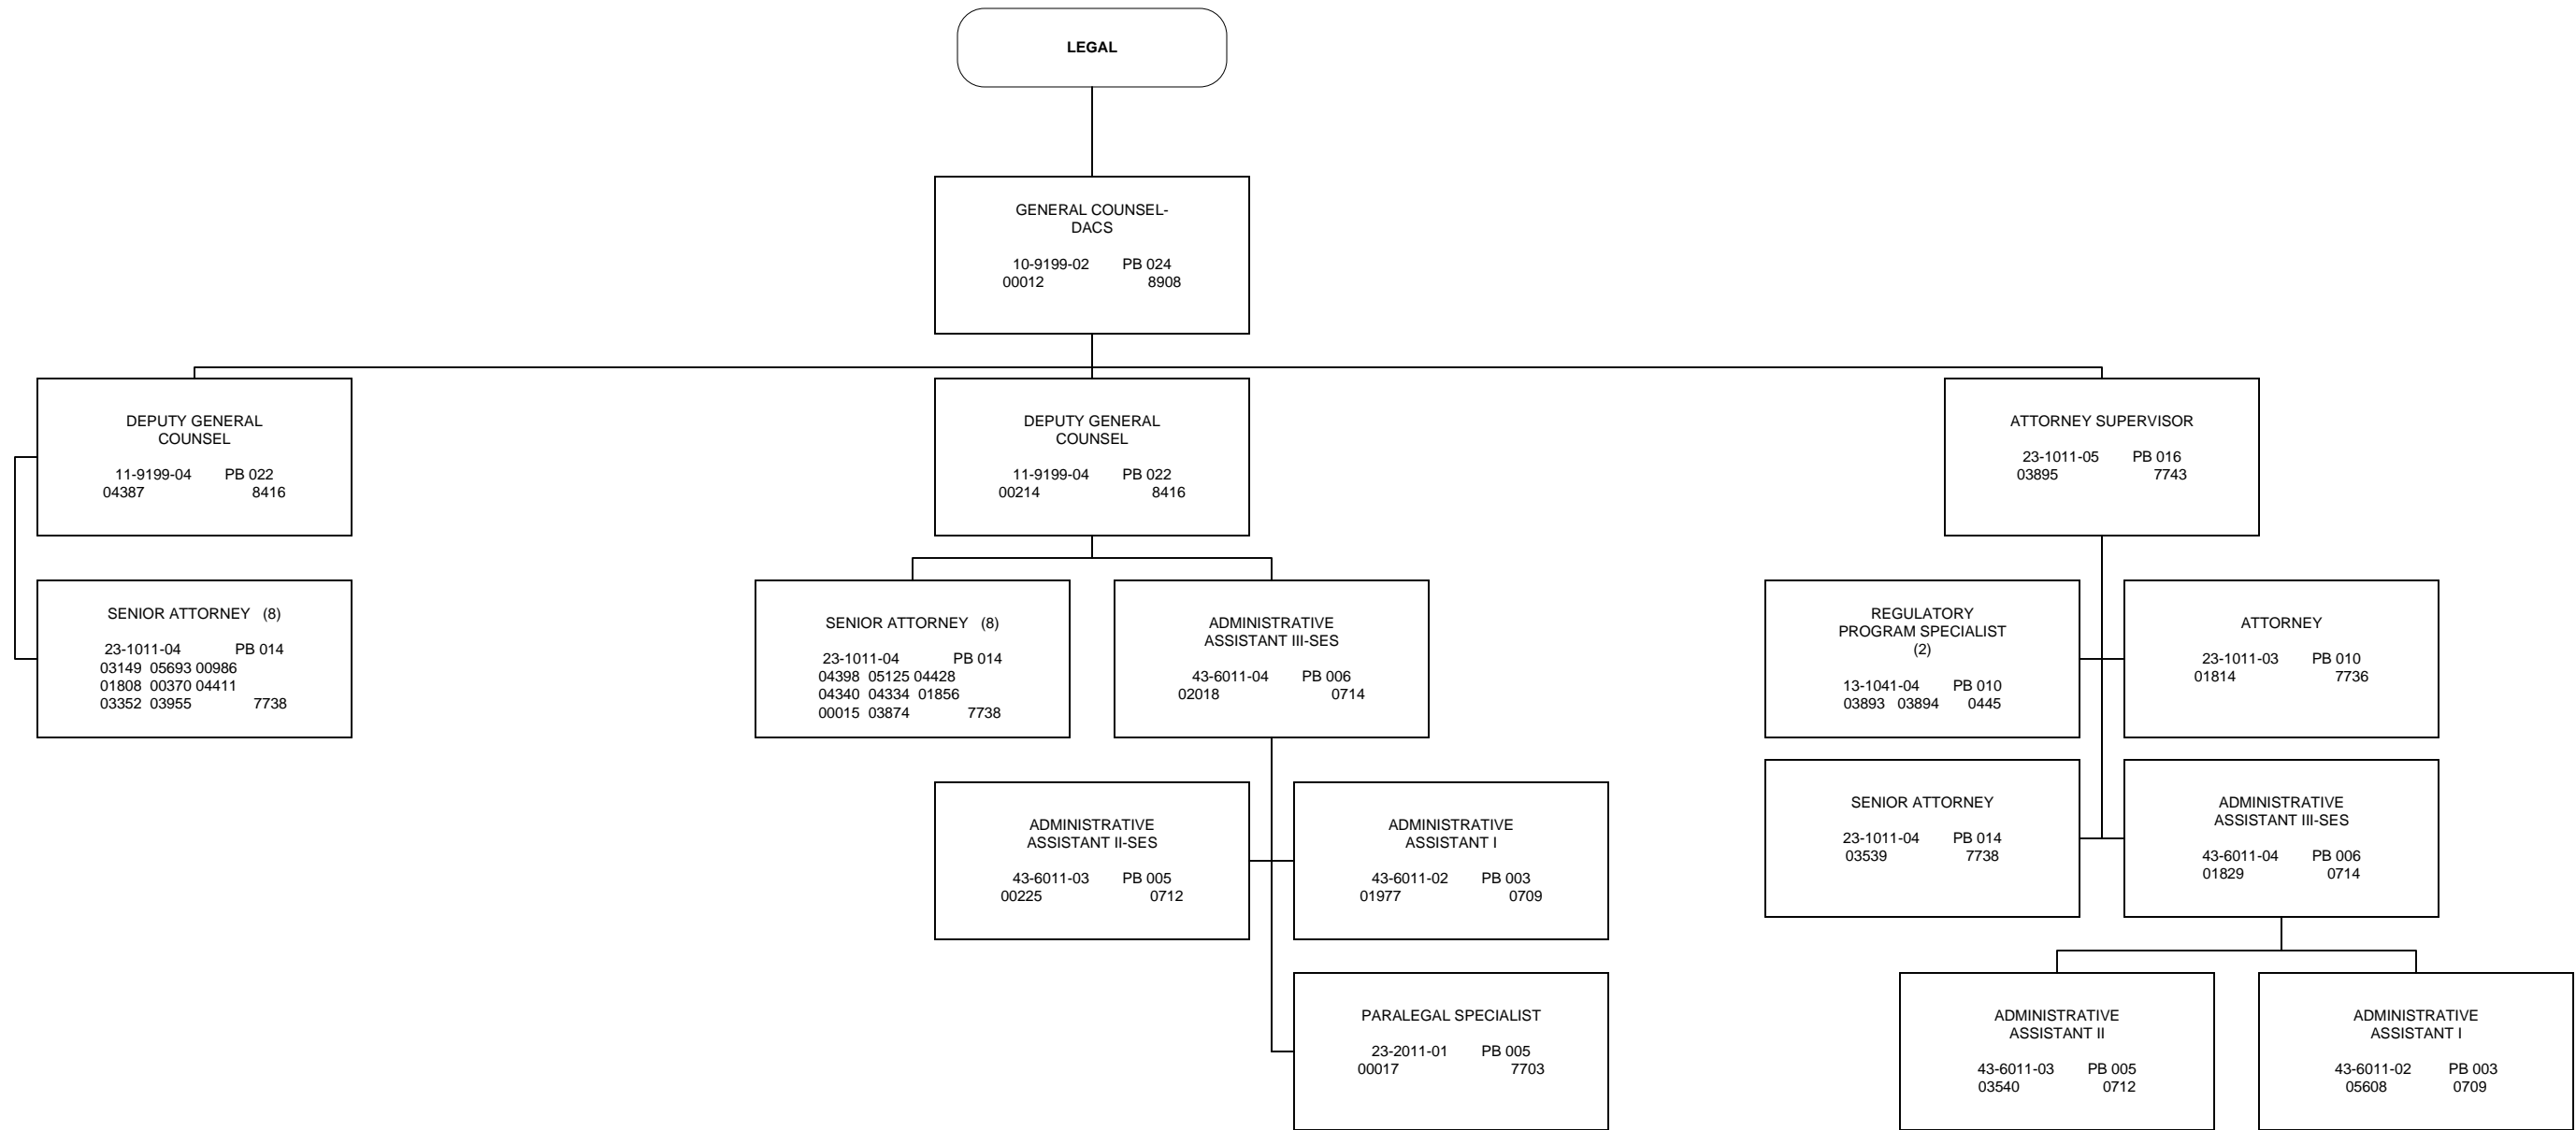 LEGAL
GENERAL COUNSEL-
DACS
10-9199-02 PB 024
00012 8908
DEPUTY GENERAL
COUNSEL
11-9199-04 PB 022
04387 8416
DEPUTY GENERAL
COUNSEL
11-9199-04 PB 022
00214 8416
ATTORNEY SUPERVISOR
23-1011-05 PB 016
03895 7743
SENIOR ATTORNEY (8)
23-1011-04 PB 014
03149 05693 00986
01808 00370 04411
03352 03955 7738
SENIOR ATTORNEY (8)
23-1011-04 PB 014
04398 05125 04428
04340 04334 01856
00015 03874 7738
ADMINISTRATIVE
ASSISTANT III-SES
43-6011-04 PB 006
02018 0714
REGULATORY
PROGRAM SPECIALIST
(2)
13-1041-04 PB 010
03893 03894 0445
ATTORNEY
23-1011-03 PB 010
01814 7736
ADMINISTRATIVE
ASSISTANT II-SES
43-6011-03 PB 005
00225 0712
ADMINISTRATIVE
ASSISTANT I
43-6011-02 PB 003
01977 0709
SENIOR ATTORNEY
23-1011-04 PB 014
03539 7738
ADMINISTRATIVE
ASSISTANT III-SES
43-6011-04 PB 006
01829 0714
PARALEGAL SPECIALIST
23-2011-01 PB 005
00017 7703
ADMINISTRATIVE
ASSISTANT II
43-6011-03 PB 005
03540 0712
ADMINISTRATIVE
ASSISTANT I
43-6011-02 PB 003
05608 0709